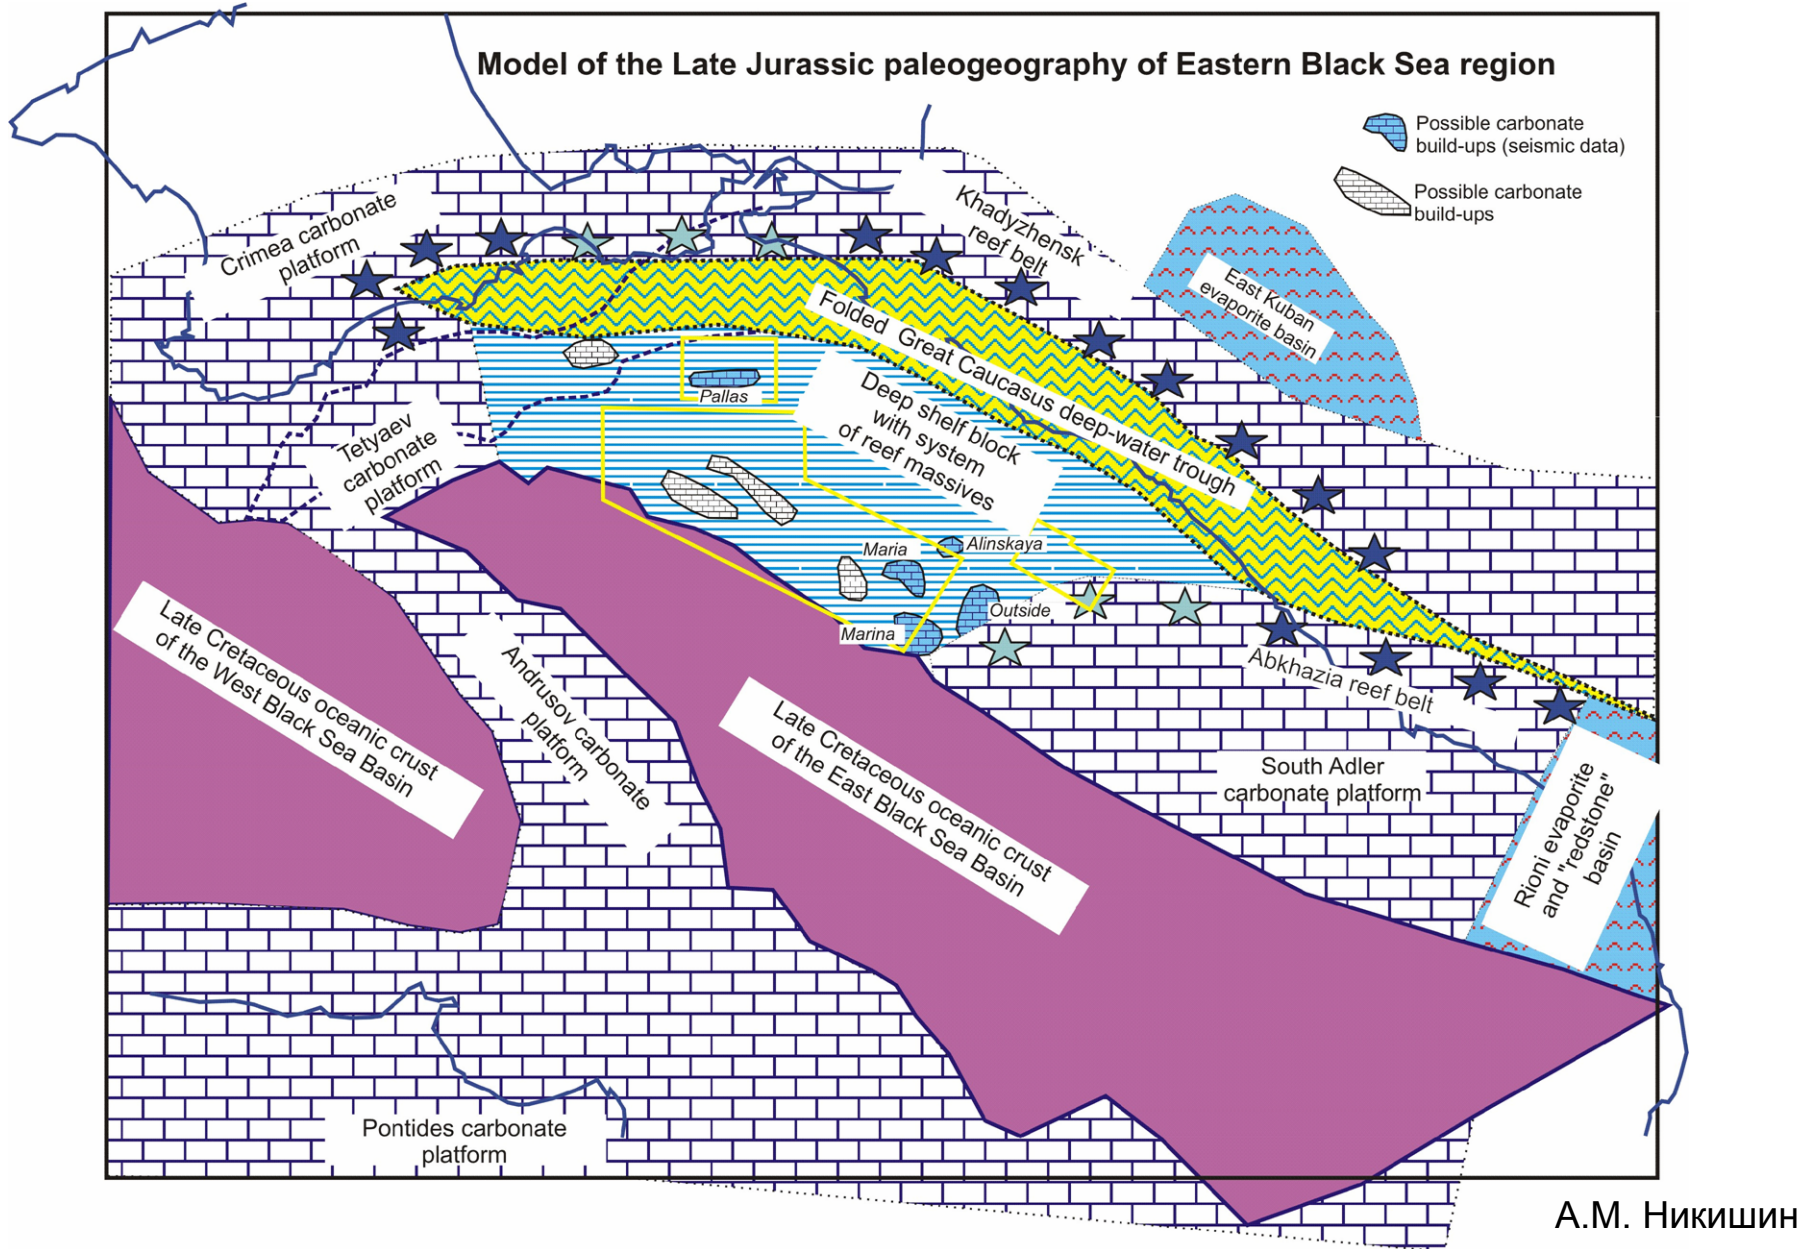 Model of the Late Jurassic paleogeography of Eastern Black Sea region
Possible carbonate
build-ups (seismic data)
Possible carbonate
build-ups
Crimea carbonate
platform
Khadyzhensk
reef belt
East Kuban
evaporite basin
Folded Great Caucasus deep-water trough
Pallas
Deep shelf block
with system
of reef massives
Tetyaev
carbonate
platform
Maria
Alinskaya
Outside
Marina
Abkhazia reef belt
Late Cretaceous oceanic crust
of the West Black Sea Basin
Andrusov carbonate
platform
Late Cretaceous oceanic crust
of the East Black Sea Basin
South Adler
carbonate platform
Rioni evaporite
and "redstone"
basin
Pontides carbonate
platform
А.М. Никишин